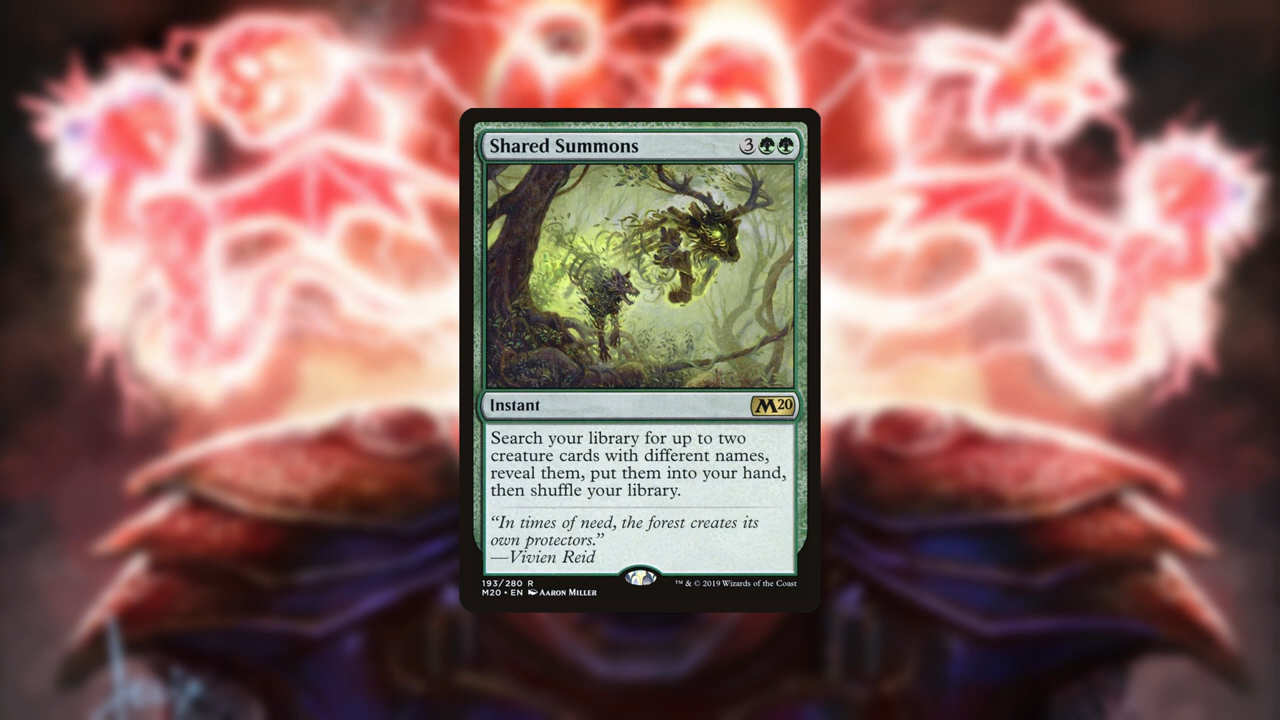 Shared Summons 3
Instant M20
Search your library for up to two
creature cards with different names,
reveal them, put them into your hand,
then shuffle your library.
“In times of need, the forest creates its
own protectors.”
—Vivien Reid
193/280 R
™ & © 2019 Wizards of the Coast
M20 • EN Aaron Miller